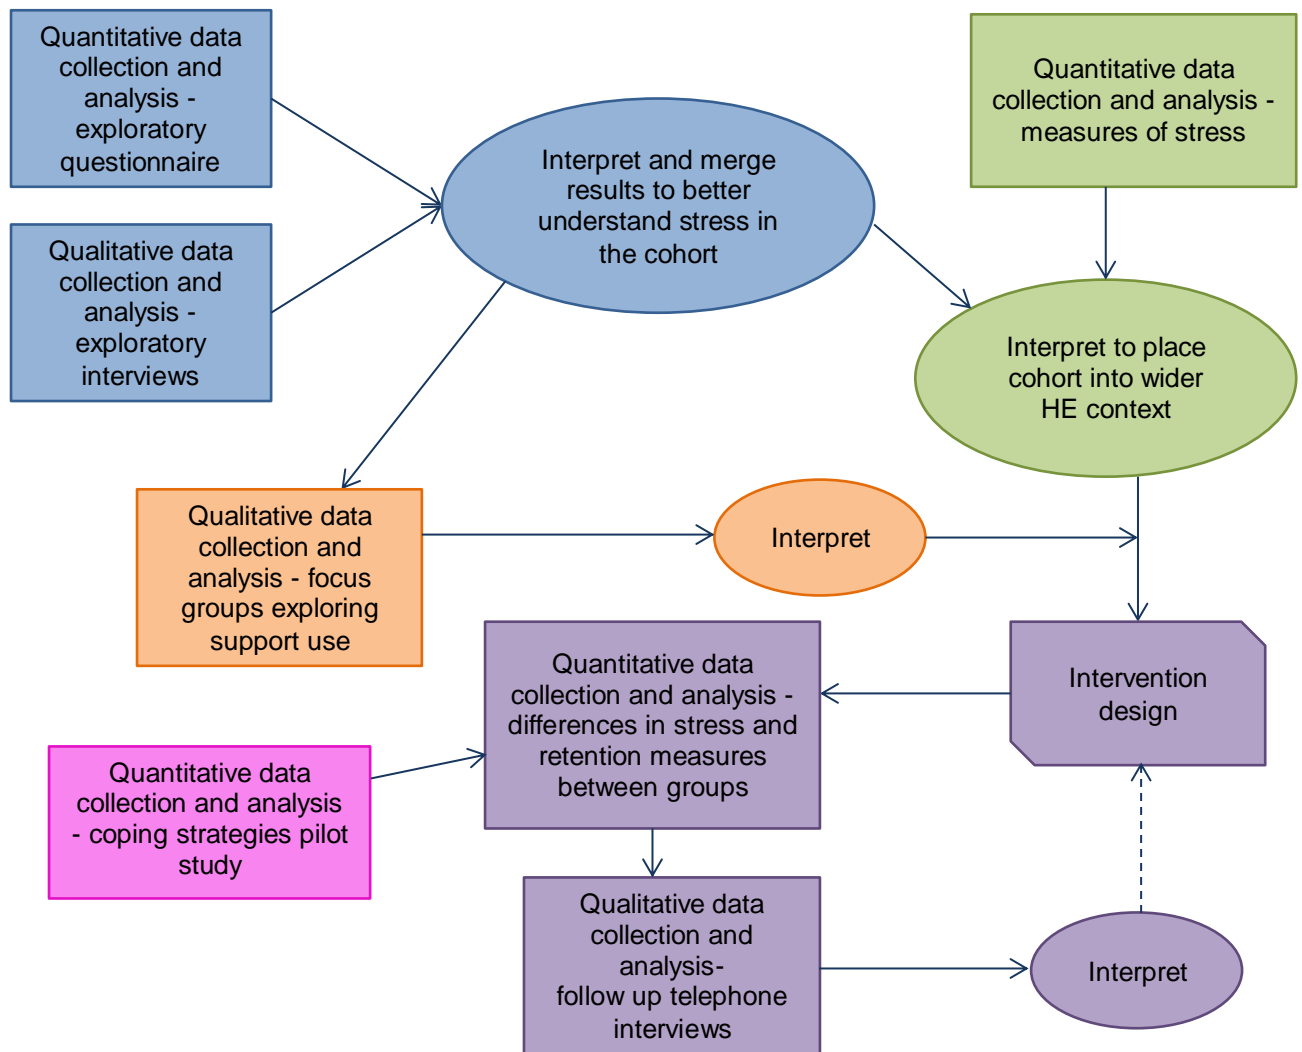 Quantitative data
collection and
analysis -
exploratory
questionnaire
Quantitative data
collection and analysis -
measures of stress
Interpret and merge
results to better
understand stress in
the cohort
Qualitative data
collection and
analysis -
exploratory
interviews
Interpret to place
cohort into wider
HE context
Qualitative data
collection and
analysis - focus
groups exploring
support use
Interpret
Quantitative data
collection and analysis -
differences in stress and
retention measures
between groups
Intervention
design
Quantitative data
collection and analysis
- coping strategies pilot
study
Qualitative data
collection and
analysis-
follow up telephone
interviews
Interpret